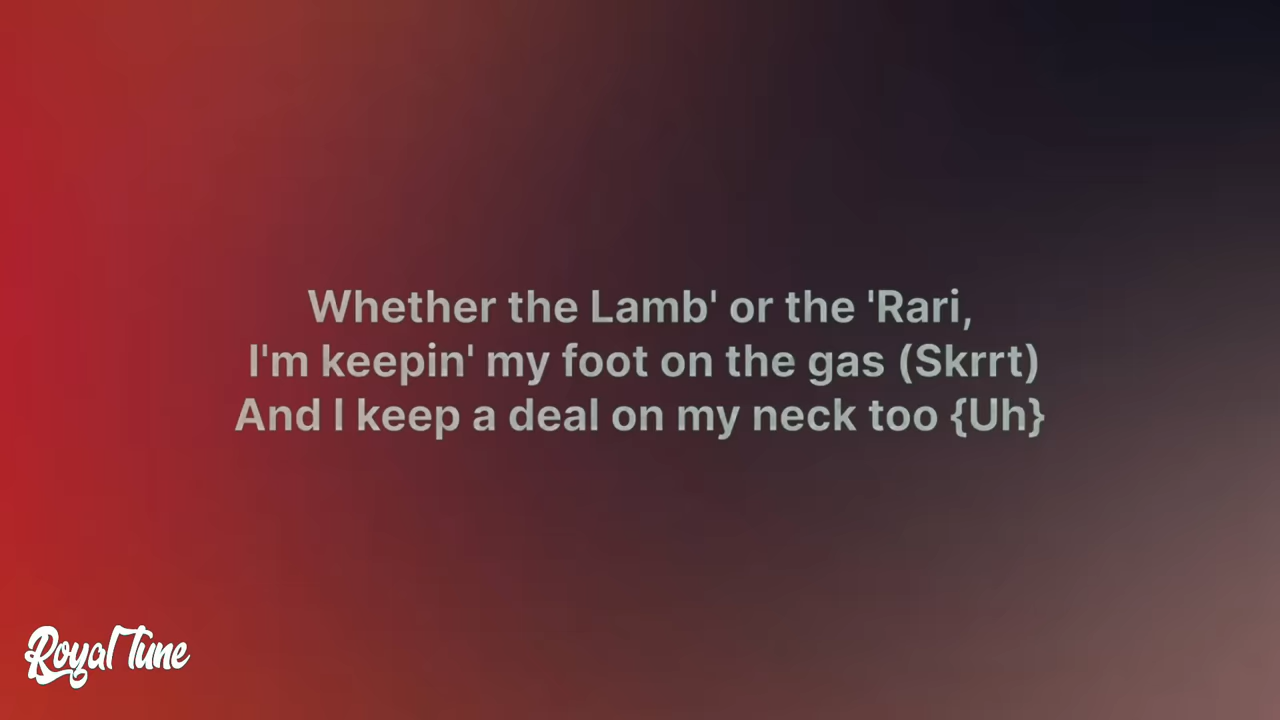 Whether the Lamb' or the 'Rari,
I'm keepin' my foot on the gas (Skrrt)
And I keep a deal on my neck too {Uh}
Royal Tune